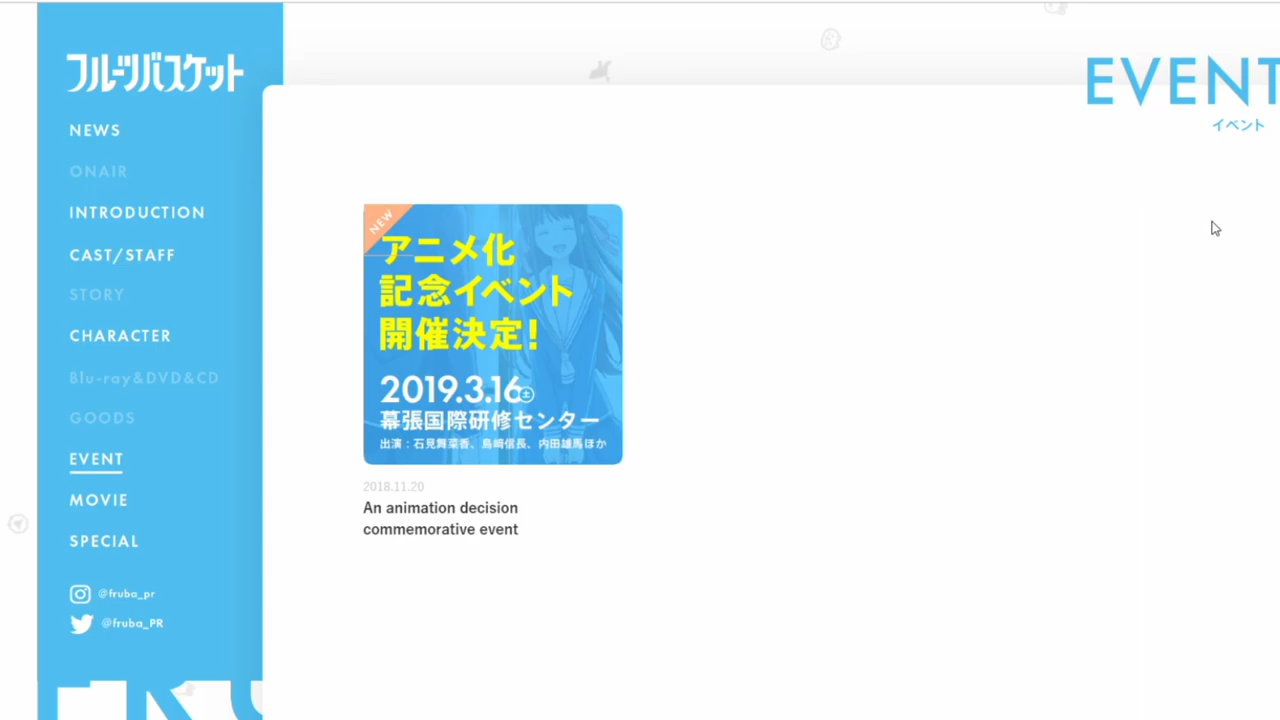 フルーツバスケット
NEWS
ONAIR
INTRODUCTION
CAST/STAFF
STORY
CHARACTER
Blu-ray&DVD&CD
GOODS
EVENT
MOVIE
SPECIAL
@fruba_pr
@fruba_PR
EVENT
イベント
NEW
アニメ化
記念イベント
開催決定!
2019.3.16土
幕張国際研修センター
出演：石見舞菜香、島﨑信長、内田雄馬ほか
2018.11.20
An animation decision
commemorative event